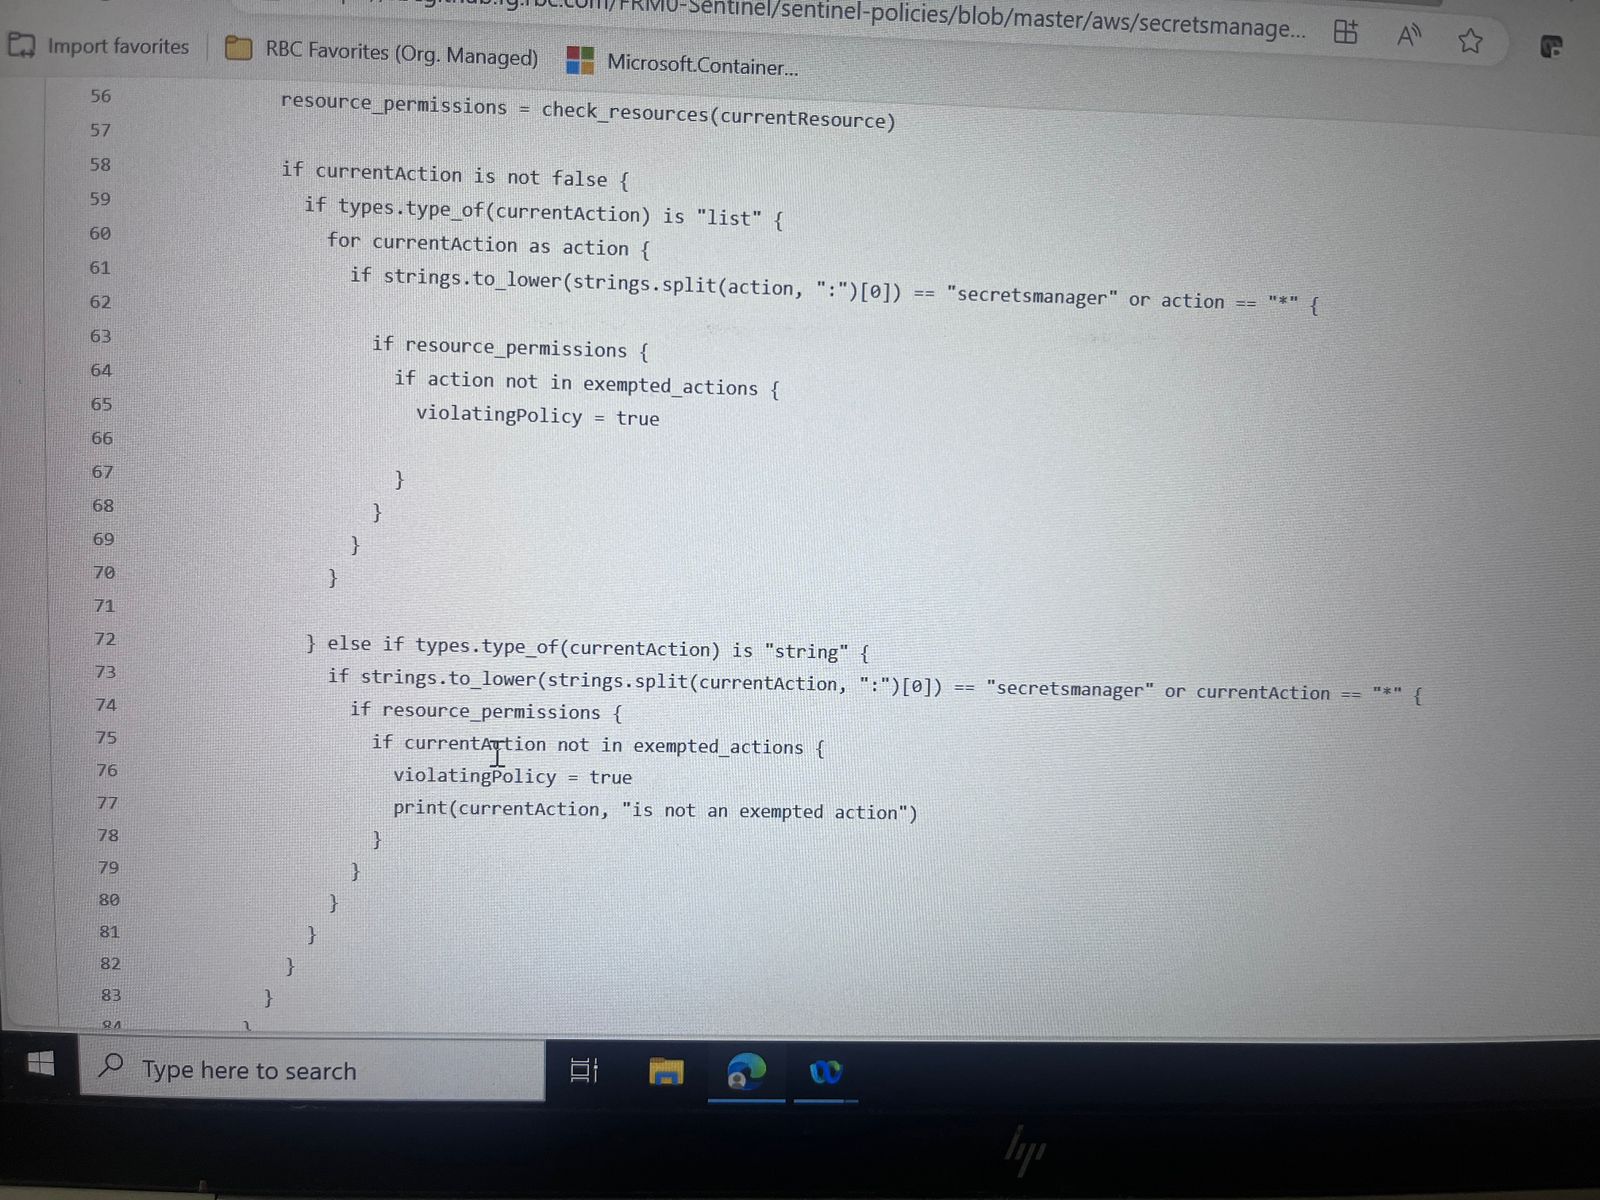 /FRM0-Sentinel/sentinel-policies/blob/master/aws/secretsmanage...
Import favorites
RBC Favorites (Org. Managed)
Microsoft.Container...
56 resource_permissions = check_resources(currentResource)
57
58 if currentAction is not false {
59 if types.type_of(currentAction) is "list" {
60 for currentAction as action {
61 if strings.to_lower(strings.split(action, ":")[0]) == "secretsmanager" or action == "*" {
62
63 if resource_permissions {
64 if action not in exempted_actions {
65 violatingPolicy = true
66
67 }
68 }
69 }
70 }
71
72 } else if types.type_of(currentAction) is "string" {
73 if strings.to_lower(strings.split(currentAction, ":")[0]) == "secretsmanager" or currentAction == "*" {
74 if resource_permissions {
75 if currentAction not in exempted_actions {
76 violatingPolicy = true
77 print(currentAction, "is not an exempted action")
78 }
79 }
80 }
81 }
82 }
83 }
84 }
Type here to search
hp